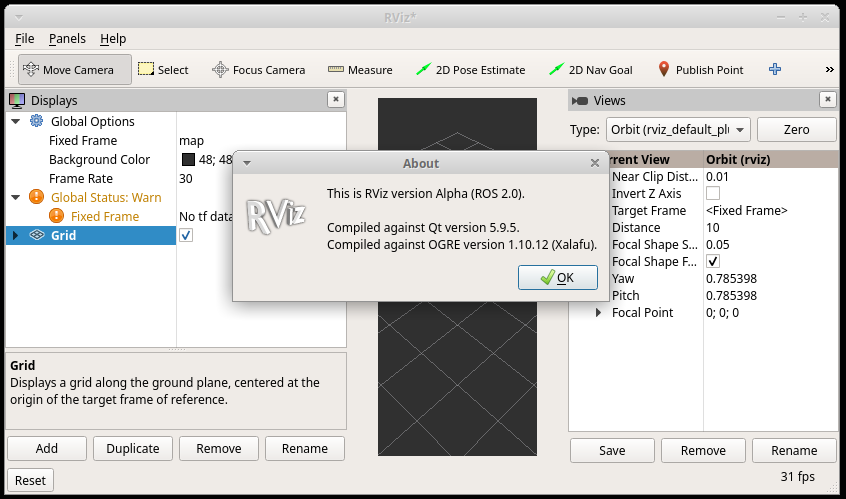 RViz*
File Panels Help
Move Camera Select Focus Camera Measure 2D Pose Estimate 2D Nav Goal Publish Point »
Displays
Global Options
Fixed Frame map
Background Color 48; 48
Frame Rate 30
Global Status: Warn
Fixed Frame No tf data
Grid
Grid
Displays a grid along the ground plane, centered at the
origin of the target frame of reference.
Add Duplicate Remove Rename
Reset
About
RViz
This is RViz version Alpha (ROS 2.0).
Compiled against Qt version 5.9.5.
Compiled against OGRE version 1.10.12 (Xalafu).
OK
Views
Type: Orbit (rviz_default_pl Zero
rrent View Orbit (rviz)
Near Clip Dist... 0.01
Invert Z Axis
Target Frame <Fixed Frame>
Distance 10
Focal Shape S... 0.05
Focal Shape F...
Yaw 0.785398
Pitch 0.785398
Focal Point 0; 0; 0
Save Remove Rename
31 fps